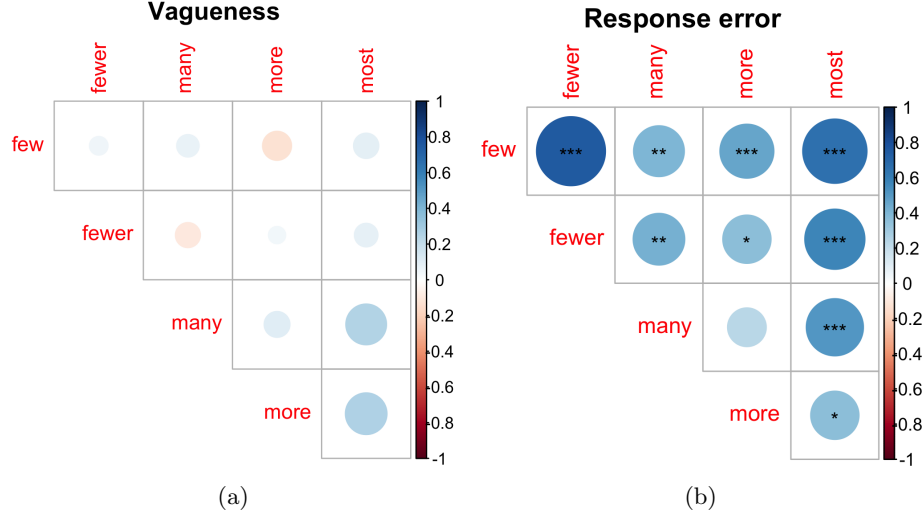 Vagueness
fewer
many
more
most
few
fewer
many
more
1
0.8
0.6
0.4
0.2
0
-0.2
-0.4
-0.6
-0.8
-1
(a)
Response error
fewer
many
more
most
few
*** ** *** ***
fewer
** * ***
many
***
more
*
1
0.8
0.6
0.4
0.2
0
-0.2
-0.4
-0.6
-0.8
-1
(b)